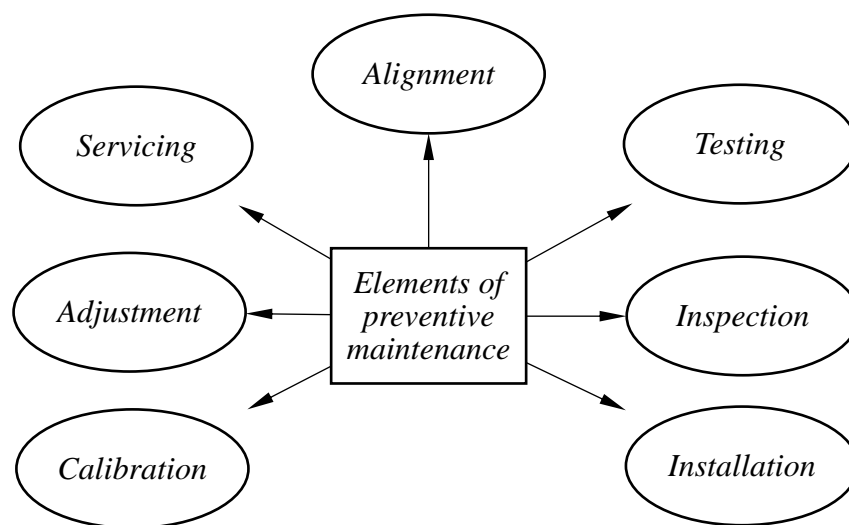 Alignment
Servicing
Testing
Elements of
preventive
maintenance
Adjustment
Inspection
Calibration
Installation